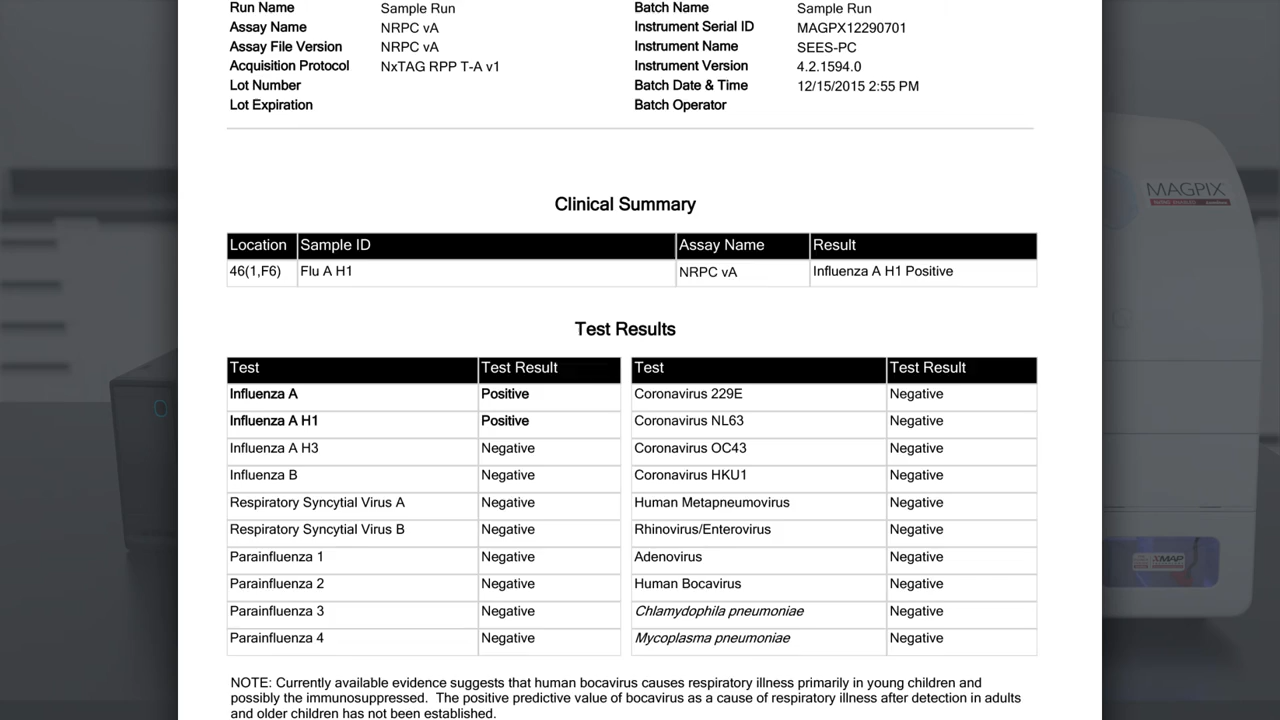 Run Name Sample Run Batch Name Sample Run
Assay Name NRPC vA Instrument Serial ID MAGPX12290701
Assay File Version NRPC vA Instrument Name SEES-PC
Acquisition Protocol NxTAG RPP T-A v1 Instrument Version 4.2.1594.0
Lot Number Batch Date & Time 12/15/2015 2:55 PM
Lot Expiration Batch Operator
MAGPIX
Clinical Summary
Location Sample ID Assay Name Result
46(1,F6) Flu A H1 NRPC vA Influenza A H1 Positive
Test Results
Test Test Result Test Test Result
Influenza A Positive Coronavirus 229E Negative
Influenza A H1 Positive Coronavirus NL63 Negative
Influenza A H3 Negative Coronavirus OC43 Negative
Influenza B Negative Coronavirus HKU1 Negative
Respiratory Syncytial Virus A Negative Human Metapneumovirus Negative
Respiratory Syncytial Virus B Negative Rhinovirus/Enterovirus Negative
Parainfluenza 1 Negative Adenovirus Negative
Parainfluenza 2 Negative Human Bocavirus Negative
Parainfluenza 3 Negative Chlamydophila pneumoniae Negative
Parainfluenza 4 Negative Mycoplasma pneumoniae Negative
xMAP
NOTE: Currently available evidence suggests that human bocavirus causes respiratory illness primarily in young children and
possibly the immunosuppressed. The positive predictive value of bocavirus as a cause of respiratory illness after detection in adults
and older children has not been established.